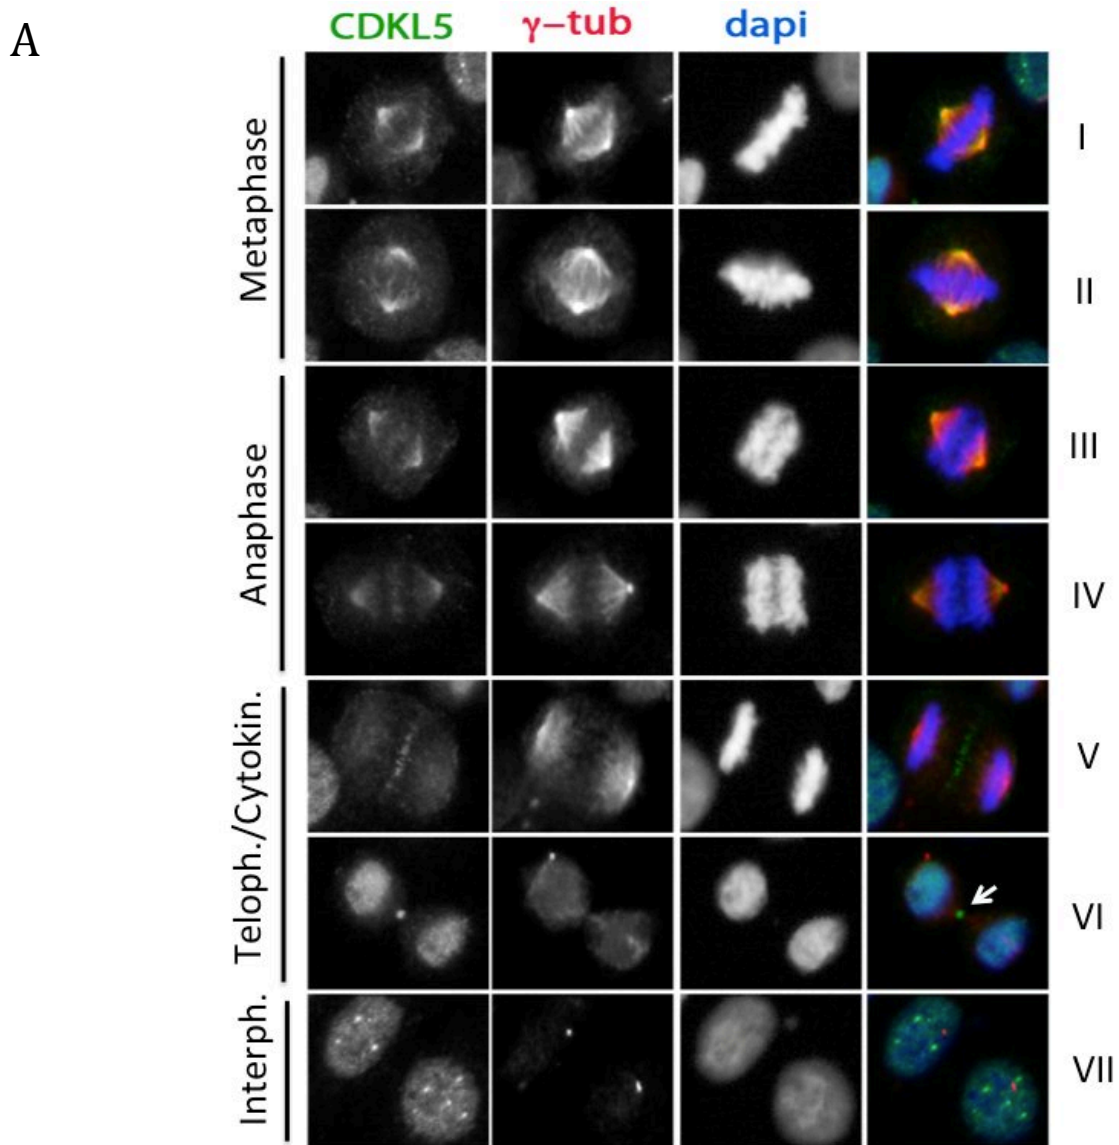 A
CDKL5 γ–tub dapi
Metaphase
I
II
Anaphase
III
IV
Teloph./Cytokin.
V
VI
Interph.
VII